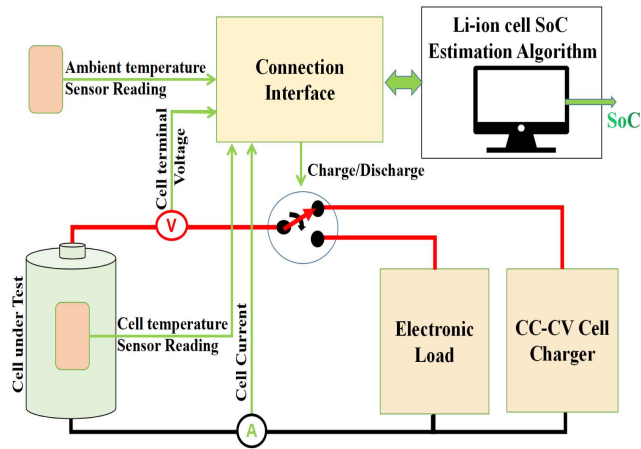 Li-ion cell SoC
Estimation Algorithm
SoC
Ambient temperature
Sensor Reading
Connection
Interface
Cell terminal
Voltage
Charge/Discharge
V
Cell under Test
Cell temperature
Sensor Reading
Cell Current
Electronic
Load
CC-CV Cell
Charger
A